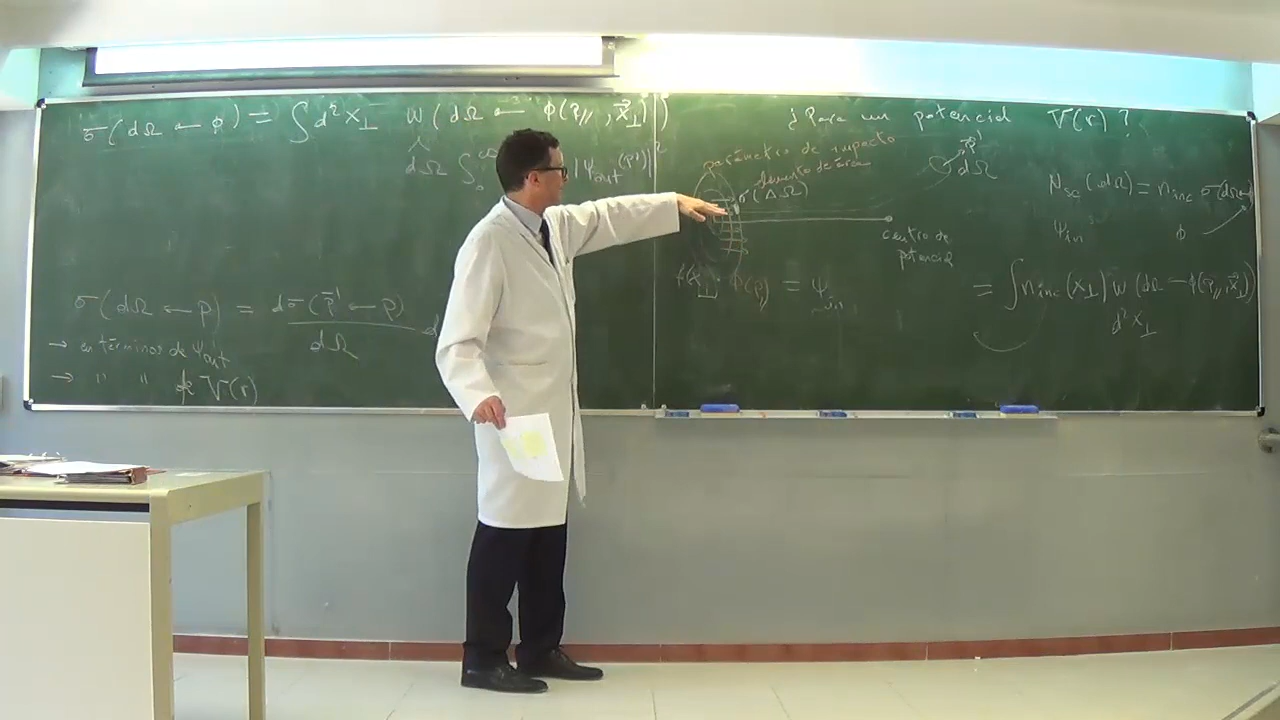 σ(dΩ ← φ) = ∫d²x⊥ w(dΩ ← φ(p⃗//, x⃗⊥))
dΩ ∫₀^∞ |Ψout(p⃗')|²
σ(dΩ ← p) = dσ(p⃗' ← p) / dΩ
→ en términos de Ψout
→ " " de V(r)
¿Para un potencial V(r)?
parámetro de impacto
elemento de área
σ(ΔΩ)
p⃗'
dΩ
centro de potencial
= Ψin
Nsc(dΩ) = ninc σ(dΩ←
Ψin φ
= ∫ninc(x⊥) w(dΩ ← φ(p⃗//, x⃗⊥))
d²x⊥